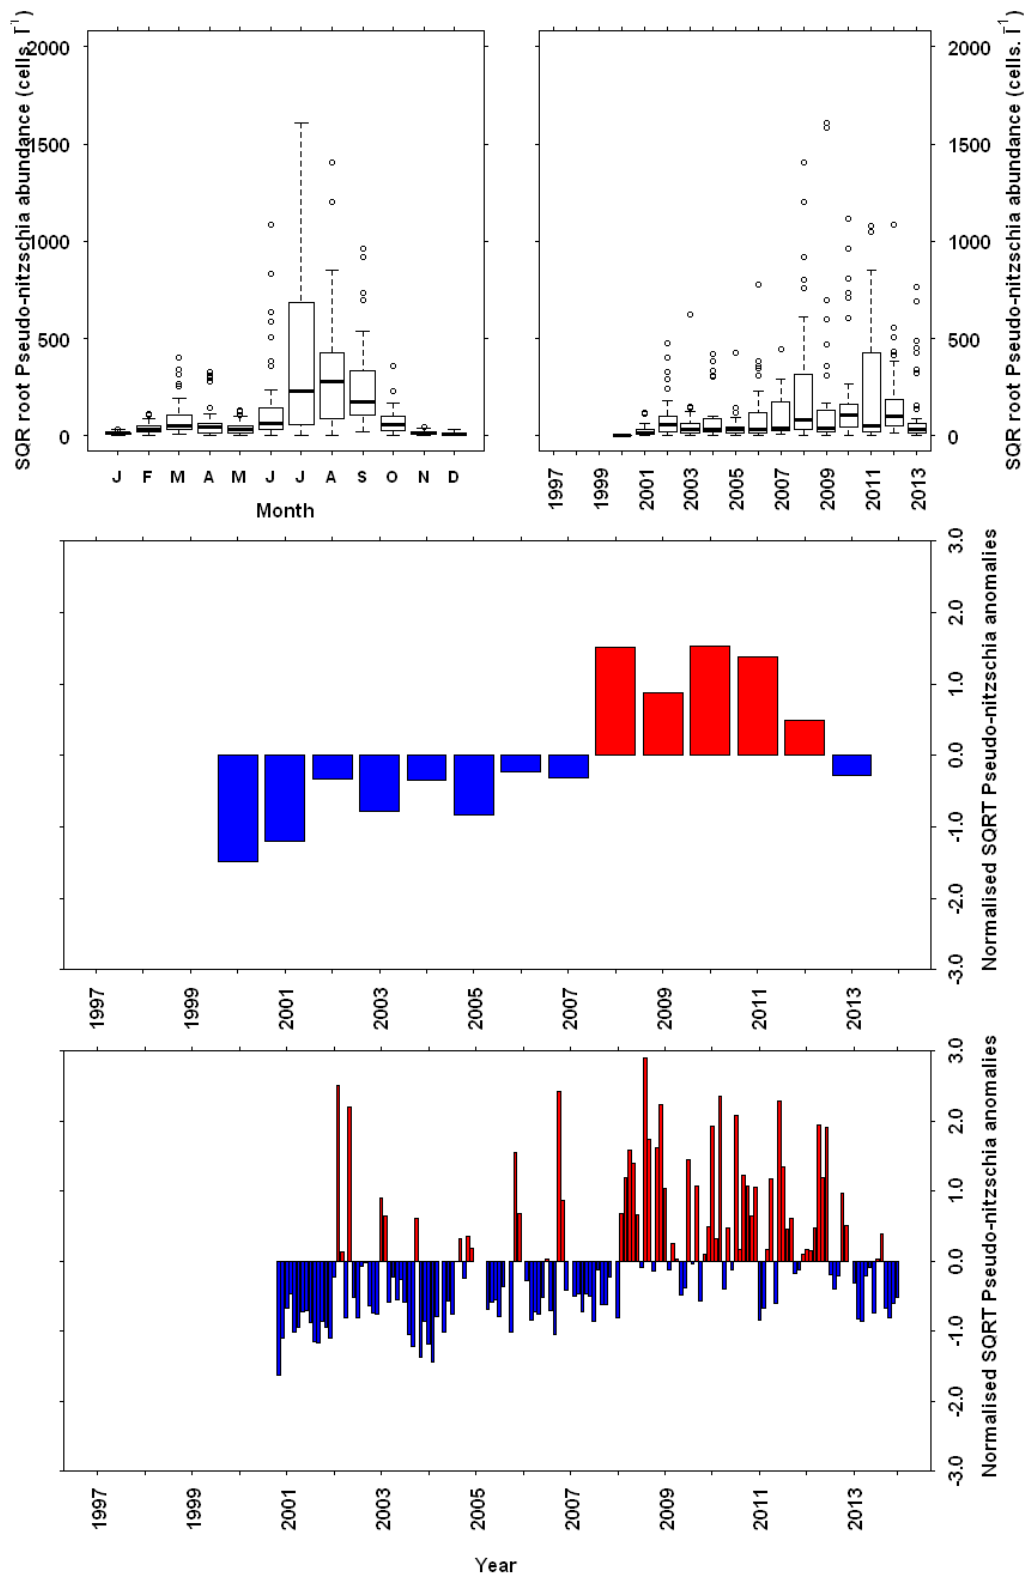 SQR root Pseudo-nitzschia abundance (cells. l⁻¹)
2000
1500
1000
500
0
J F M A M J J A S O N D
Month
2000
1500
1000
500
0
SQR root Pseudo-nitzschia abundance (cells. l⁻¹)
1997 1999 2001 2003 2005 2007 2009 2011 2013
3.0
2.0
1.0
0.0
-1.0
-2.0
-3.0
Normalised SQRT Pseudo-nitzschia anomalies
1997 1999 2001 2003 2005 2007 2009 2011 2013
3.0
2.0
1.0
0.0
-1.0
-2.0
-3.0
Normalised SQRT Pseudo-nitzschia anomalies
1997 1999 2001 2003 2005 2007 2009 2011 2013
Year